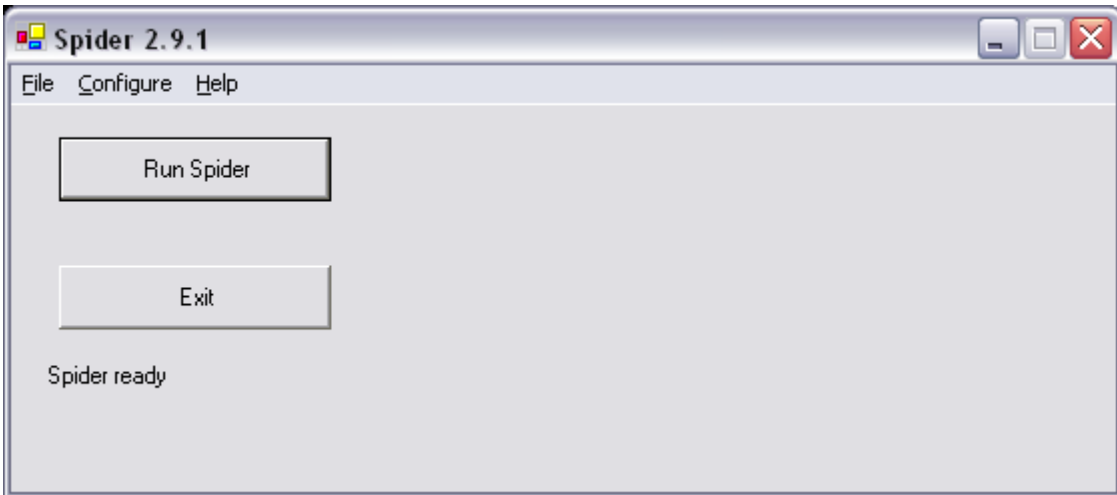 Spider 2.9.1
File Configure Help
Run Spider
Exit
Spider ready